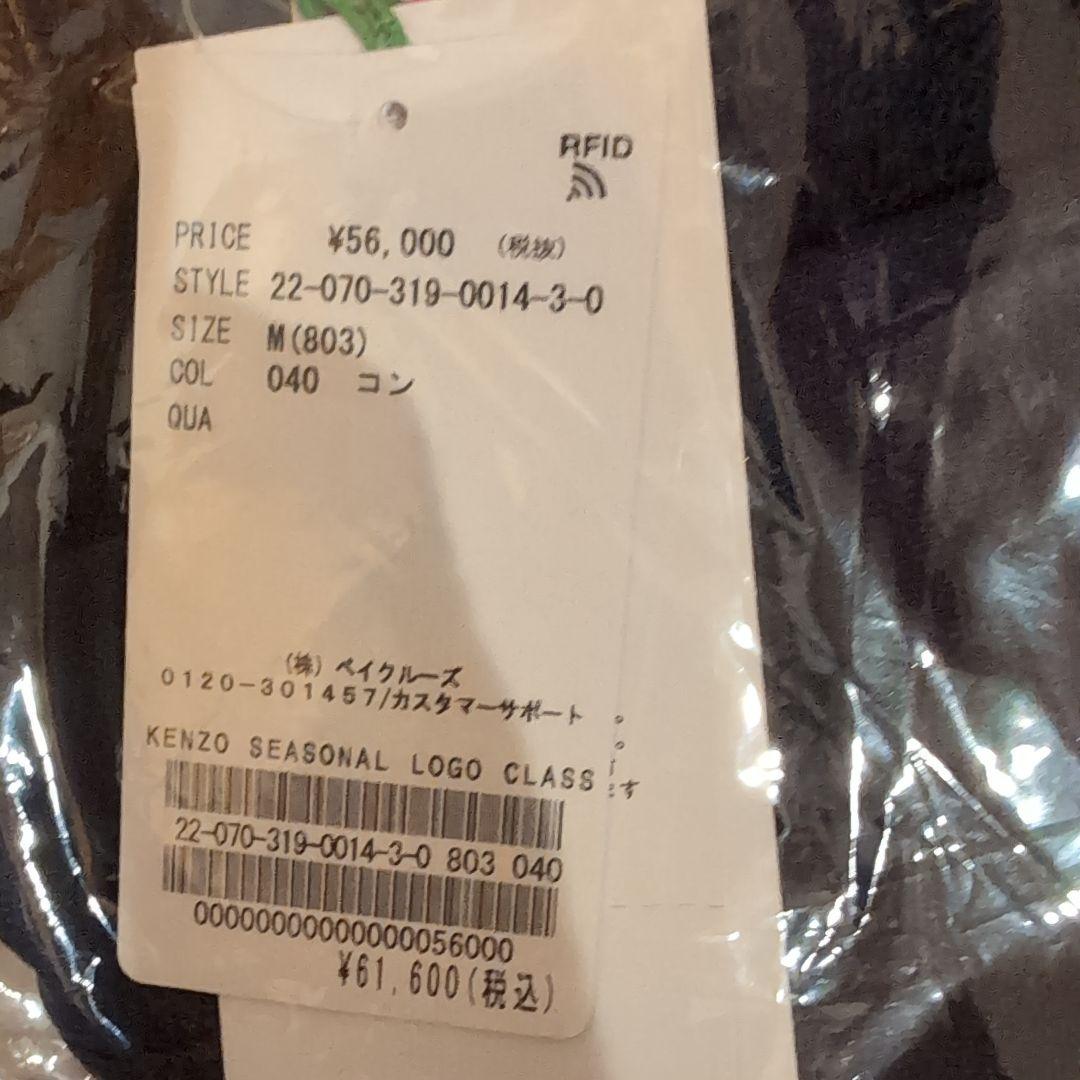 RFID
PRICE ¥56,000 (税抜)
STYLE 22-070-319-0014-3-0
SIZE M(803)
COL 040 コン
QUA
(株) ベイクルーズ
0120-301457/カスタマーサポート
KENZO SEASONAL LOGO CLASS
22-070-319-0014-3-0 803 040
0000000000000056000
¥61,600(税込)